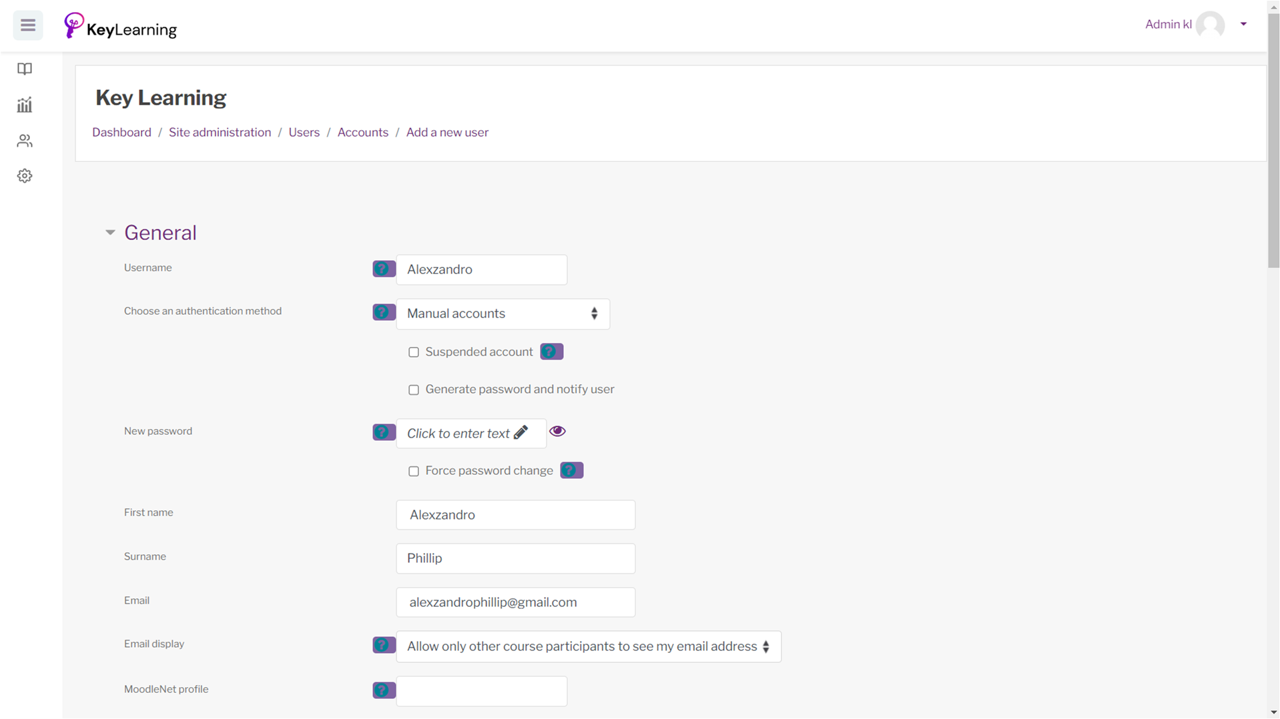 KeyLearning
Admin kl
Key Learning
Dashboard / Site administration / Users / Accounts / Add a new user
General
Username ? Alexzandro
Choose an authentication method ? Manual accounts
Suspended account ?
Generate password and notify user
New password ? Click to enter text
Force password change ?
First name Alexzandro
Surname Phillip
Email alexzandrophillip@gmail.com
Email display ? Allow only other course participants to see my email address
MoodleNet profile ?